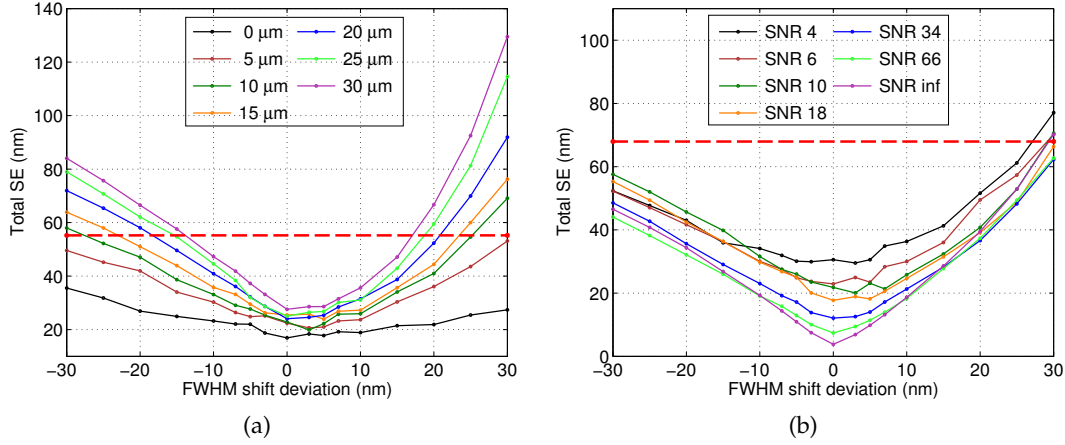 140
120
100
80
60
40
20
Total SE (nm)
0 μm
5 μm
10 μm
15 μm
20 μm
25 μm
30 μm
−30 −20 −10 0 10 20 30
FWHM shift deviation (nm)
(a)
100
80
60
40
20
0
Total SE (nm)
SNR 4
SNR 6
SNR 10
SNR 18
SNR 34
SNR 66
SNR inf
−30 −20 −10 0 10 20 30
FWHM shift deviation (nm)
(b)